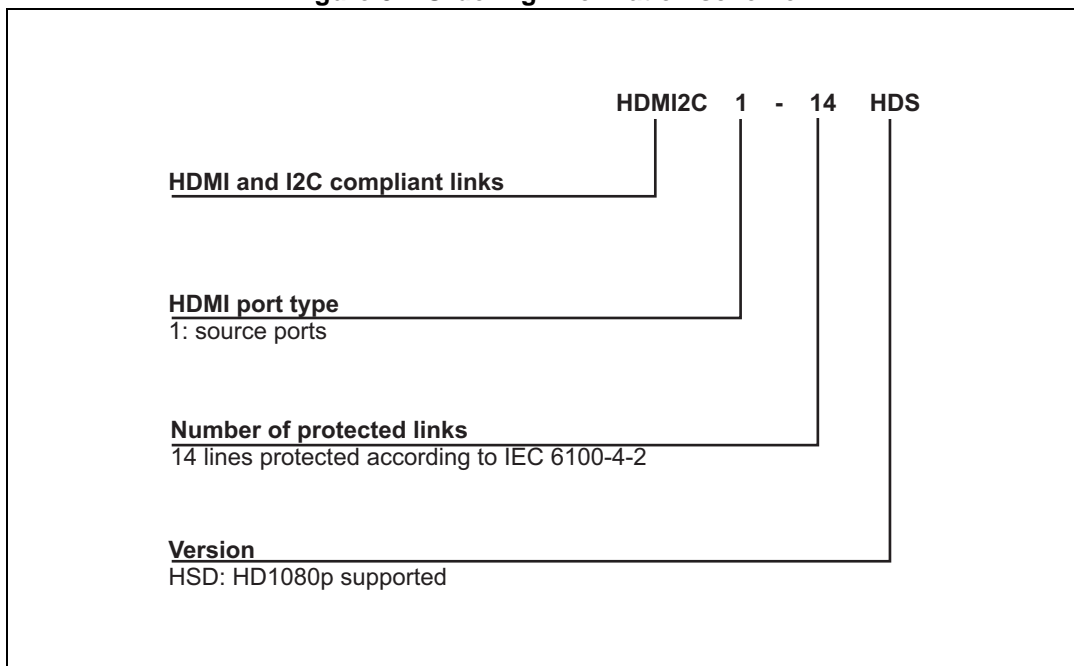 HDMI2C 1 - 14 HDS
HDMI and I2C compliant links
HDMI port type
1: source ports
Number of protected links
14 lines protected according to IEC 6100-4-2
Version
HSD: HD1080p supported